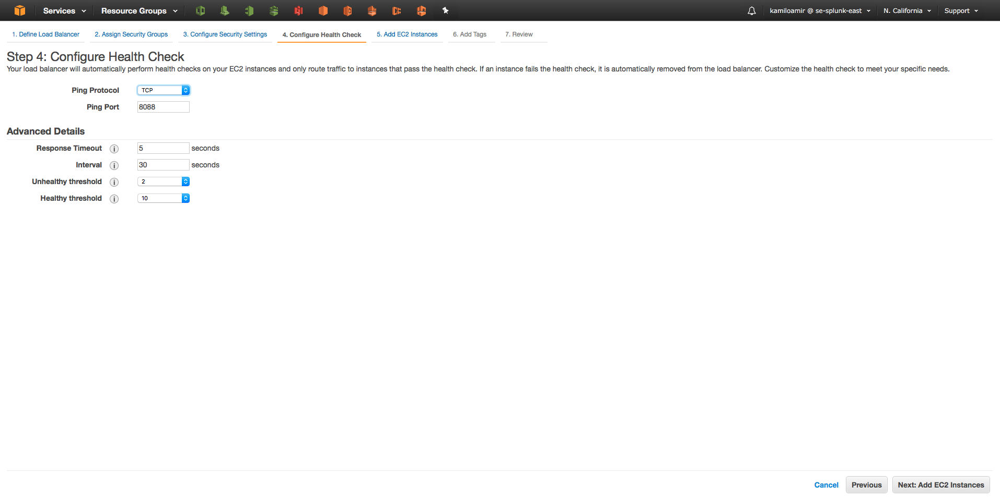 Services Resource Groups kamiloamir @ se-splunk-east N. California Support
1. Define Load Balancer 2. Assign Security Groups 3. Configure Security Settings 4. Configure Health Check 5. Add EC2 Instances 6. Add Tags 7. Review
Step 4: Configure Health Check
Your load balancer will automatically perform health checks on your EC2 instances and only route traffic to instances that pass the health check. If an instance fails the health check, it is automatically removed from the load balancer. Customize the health check to meet your specific needs.
Ping Protocol TCP
Ping Port 8088
Advanced Details
Response Timeout i 5 seconds
Interval i 30 seconds
Unhealthy threshold i 2
Healthy threshold i 10
Cancel Previous Next: Add EC2 Instances